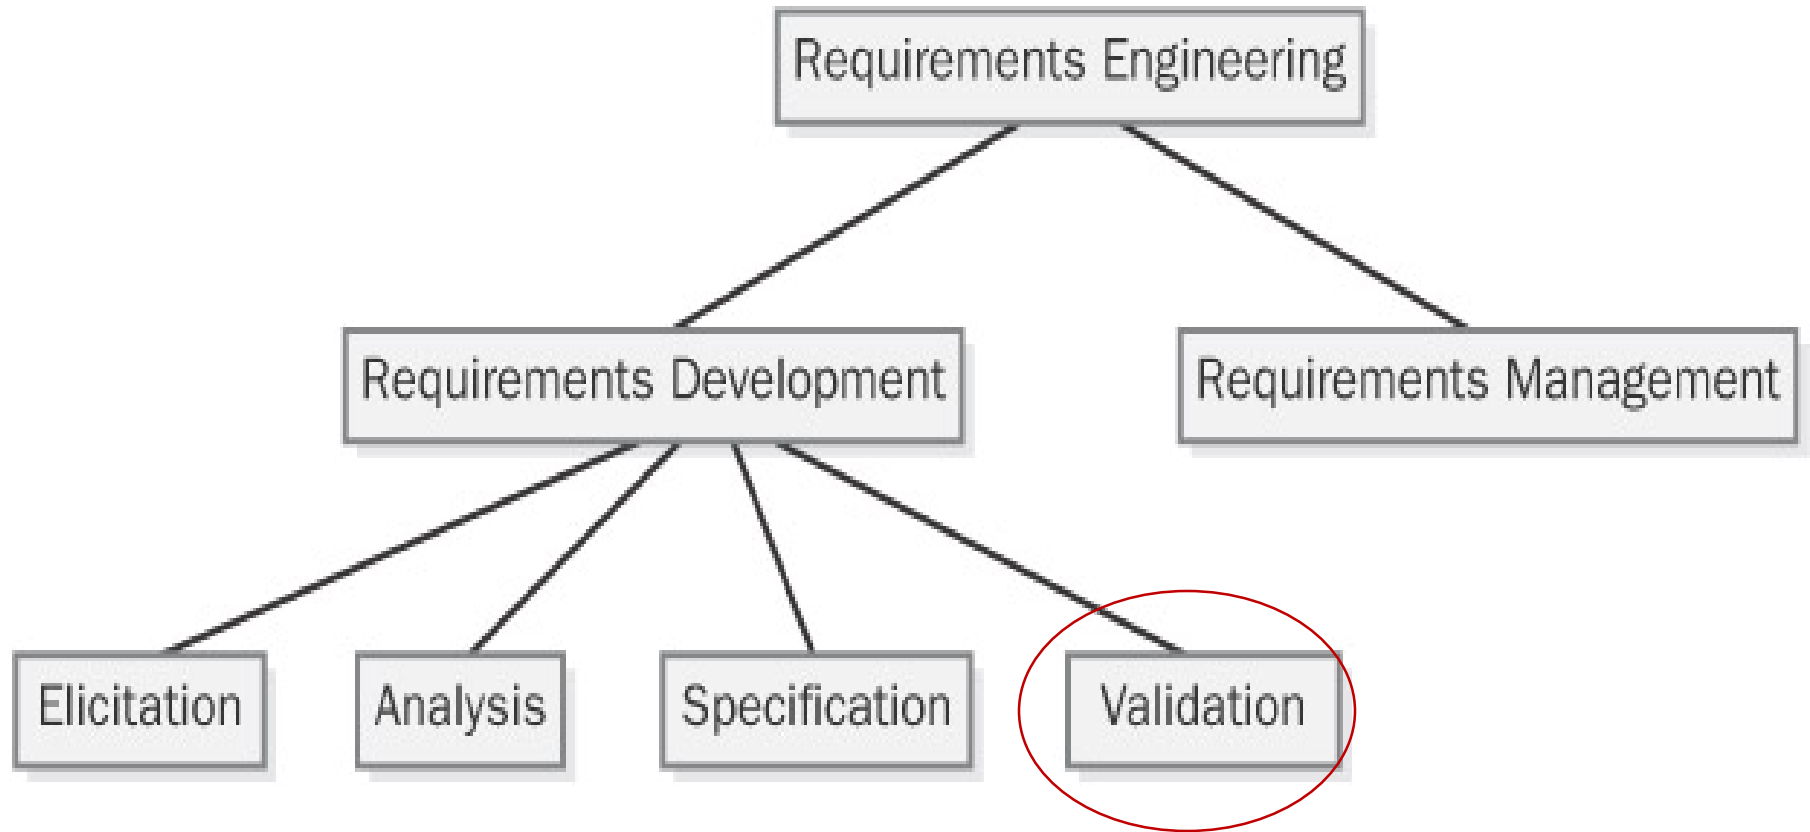 Requirements Engineering
Requirements Development
Requirements Management
Elicitation
Analysis
Specification
Validation